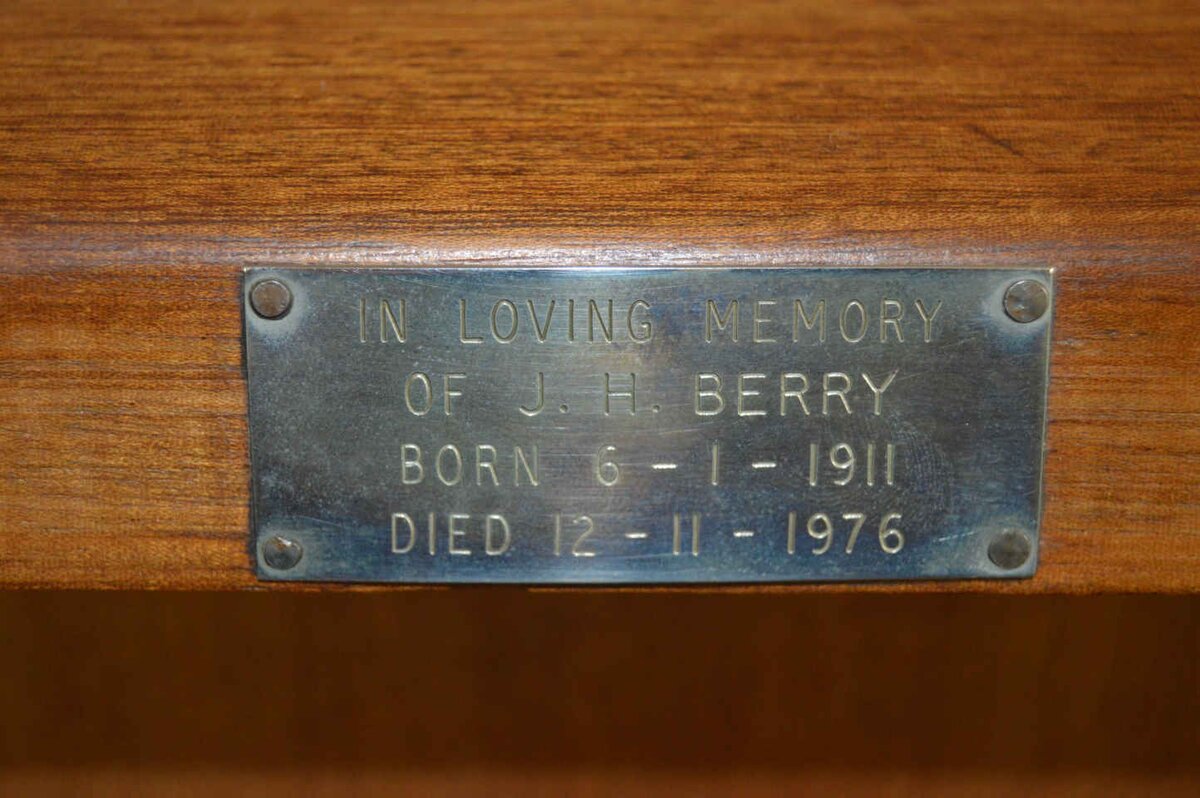 IN LOVING MEMORY
OF J. H. BERRY
BORN 6 - 1 - 1911
DIED 12 - 11 - 1976